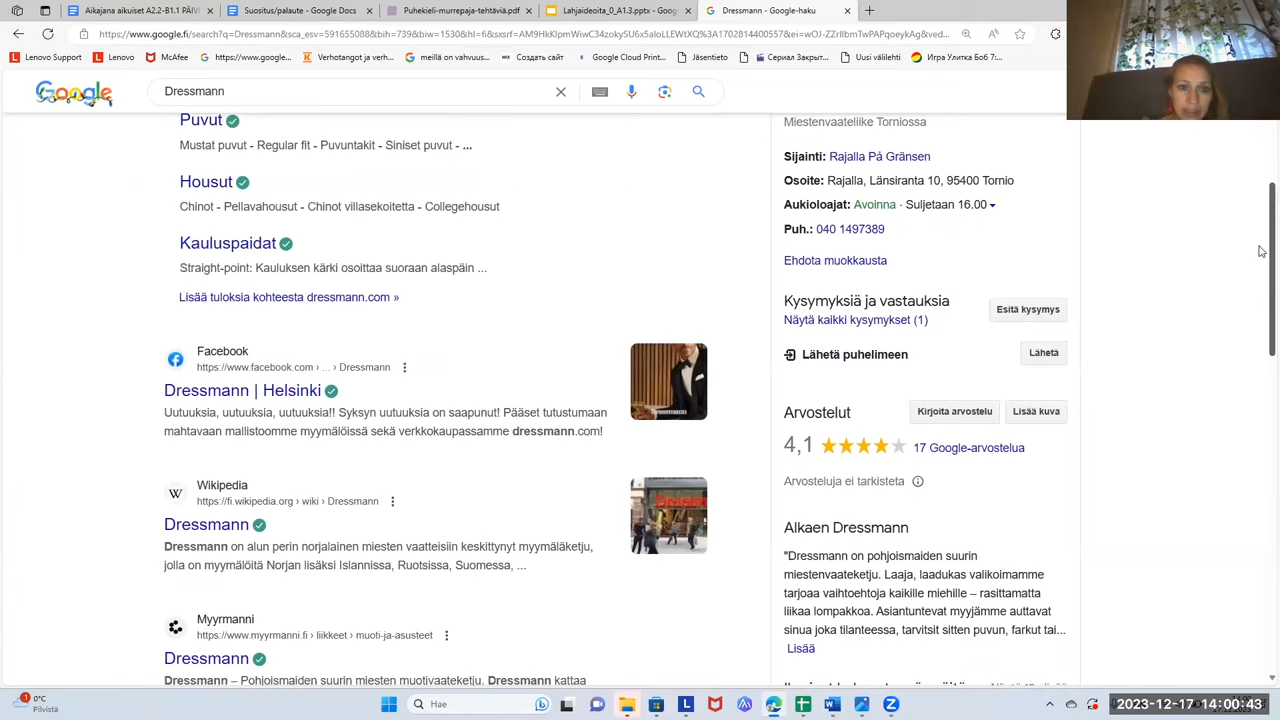 Aikajana aikuiset A2.2-B1.1 PÄIV
Suositus/palaute - Google Docs
Puhekieli-murrepaja-tehtäviä.pdf
Lahjaideoita_0_A1.3.pptx - Goog
Dressmann - Google-haku
https://www.google.fi/search?q=Dressmann&sca_esv=591655088&bih=739&biw=1530&hl=fi&sxsrf=
Lenovo Support
Lenovo
McAfee
https://www.google...
Verhotangot ja verh...
meillä on vahvuus...
Создать сайт
Google Cloud Print...
Jäsentieto
Сериал Закрыт...
Uusi välilehti
Игра Улитка Боб 7:...
Google
Dressmann
Puvut
Mustat puvut - Regular fit - Puvuntakit - Siniset puvut - ...
Housut
Chinot - Pellavahousut - Chinot villasekoitetta - Collegehousut
Kauluspaidat
Straight-point: Kauluksen kärki osoittaa suoraan alaspäin ...
Lisää tuloksia kohteesta dressmann.com »
Facebook
https://www.facebook.com › ... › Dressmann
Dressmann | Helsinki
Uutuuksia, uutuuksia, uutuuksia!! Syksyn uutuuksia on saapunut! Pääset tutustumaan
mahtavaan mallistoomme myymälöissä sekä verkkokaupassamme dressmann.com!
Dressmann
Wikipedia
https://fi.wikipedia.org › wiki › Dressmann
Dressmann
Dressmann on alun perin norjalainen miesten vaatteisiin keskittynyt myymäläketju,
jolla on myymälöitä Norjan lisäksi Islannissa, Ruotsissa, Suomessa, ...
Myyrmanni
https://www.myyrmanni.fi › liikkeet › muoti-ja-asusteet
Dressmann
Dressmann – Pohjoismaiden suurin miesten muotivaateketju. Dressmann kattaa
Miestenvaateliike Torniossa
Sijainti: Rajalla På Gränsen
Osoite: Rajalla, Länsiranta 10, 95400 Tornio
Aukioloajat: Avoinna · Suljetaan 16.00
Puh.: 040 1497389
Ehdota muokkausta
Kysymyksiä ja vastauksia
Esitä kysymys
Näytä kaikki kysymykset (1)
Lähetä puhelimeen
Lähetä
Arvostelut
Kirjoita arvostelu
Lisää kuva
4,1
17 Google-arvostelua
Arvosteluja ei tarkisteta
Alkaen Dressmann
"Dressmann on pohjoismaiden suurin
miestenvaateketju. Laaja, laadukas valikoimamme
tarjoaa vaihtoehtoja kaikille miehille – rasittamatta
liikaa lompakkoa. Asiantuntevat myyjämme auttavat
sinua joka tilanteessa, tarvitsit sitten puvun, farkut tai...
Lisää
1
0°C
Pilvistä
Hae
2023-12-17 14:00:43